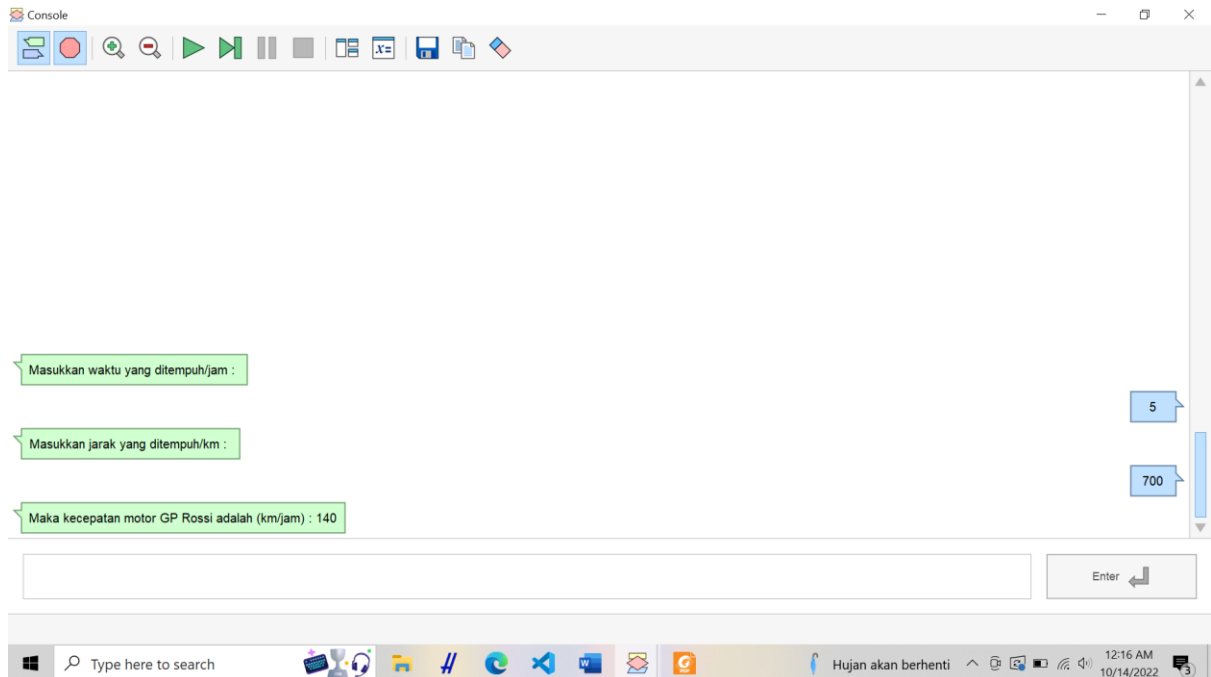 Console
x=
Masukkan waktu yang ditempuh/jam :
5
Masukkan jarak yang ditempuh/km :
700
Maka kecepatan motor GP Rossi adalah (km/jam) : 140
Enter
Type here to search
Hujan akan berhenti
12:16 AM
10/14/2022
3